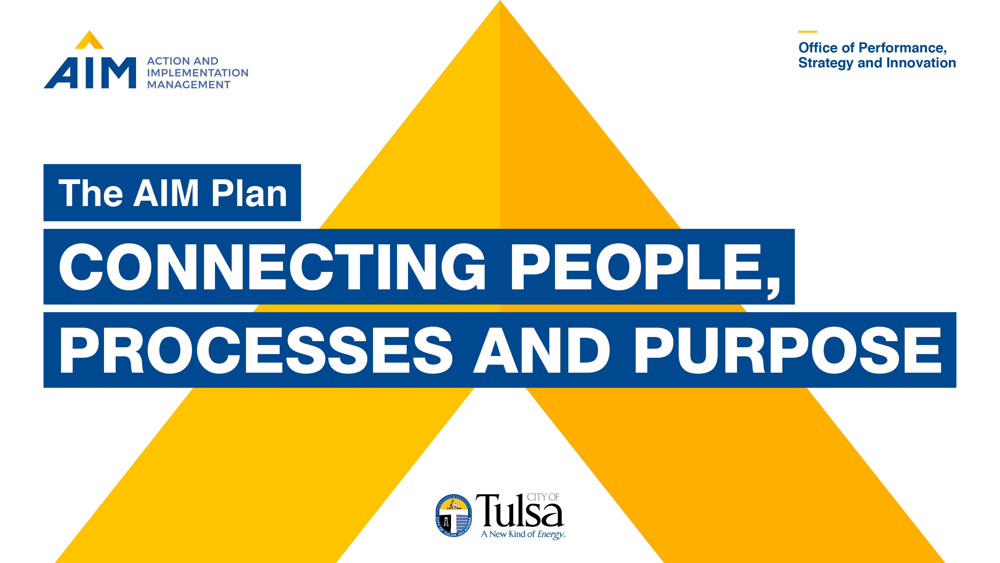 AIM
ACTION AND
IMPLEMENTATION
MANAGEMENT
Office of Performance,
Strategy and Innovation
The AIM Plan
CONNECTING PEOPLE,
PROCESSES AND PURPOSE
1898
CITY OF TULSA OKLAHOMA
CITY OF
Tulsa
A New Kind of Energy™